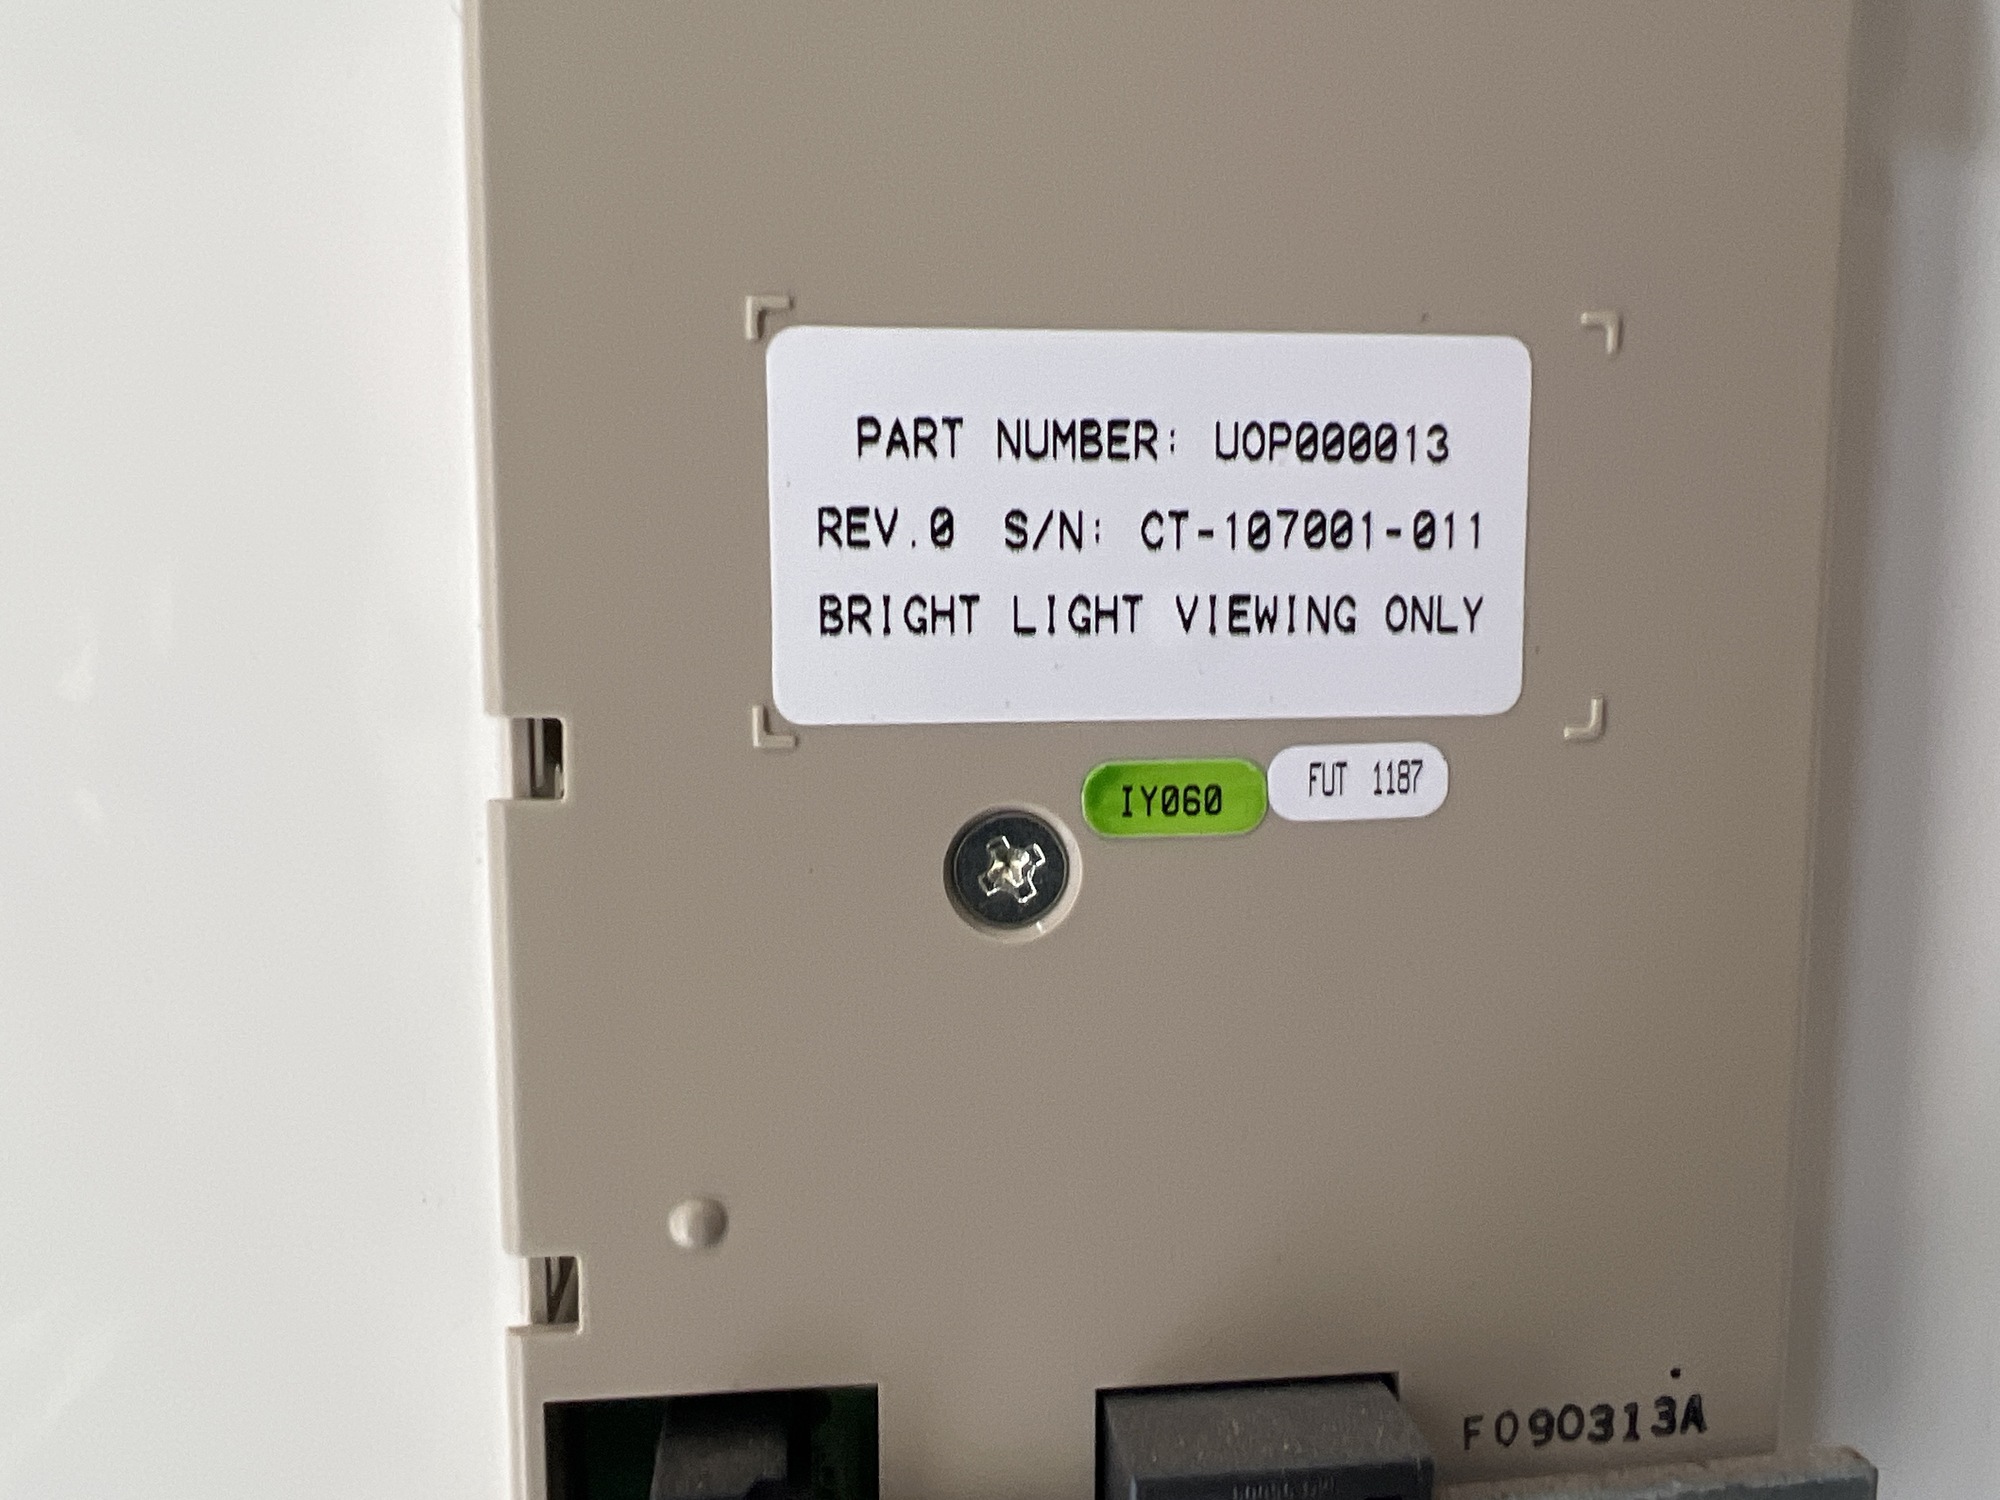 PART NUMBER: UOP000013
REV.0 S/N: CT-107001-011
BRIGHT LIGHT VIEWING ONLY
IY060
FUT 1187
F090313A